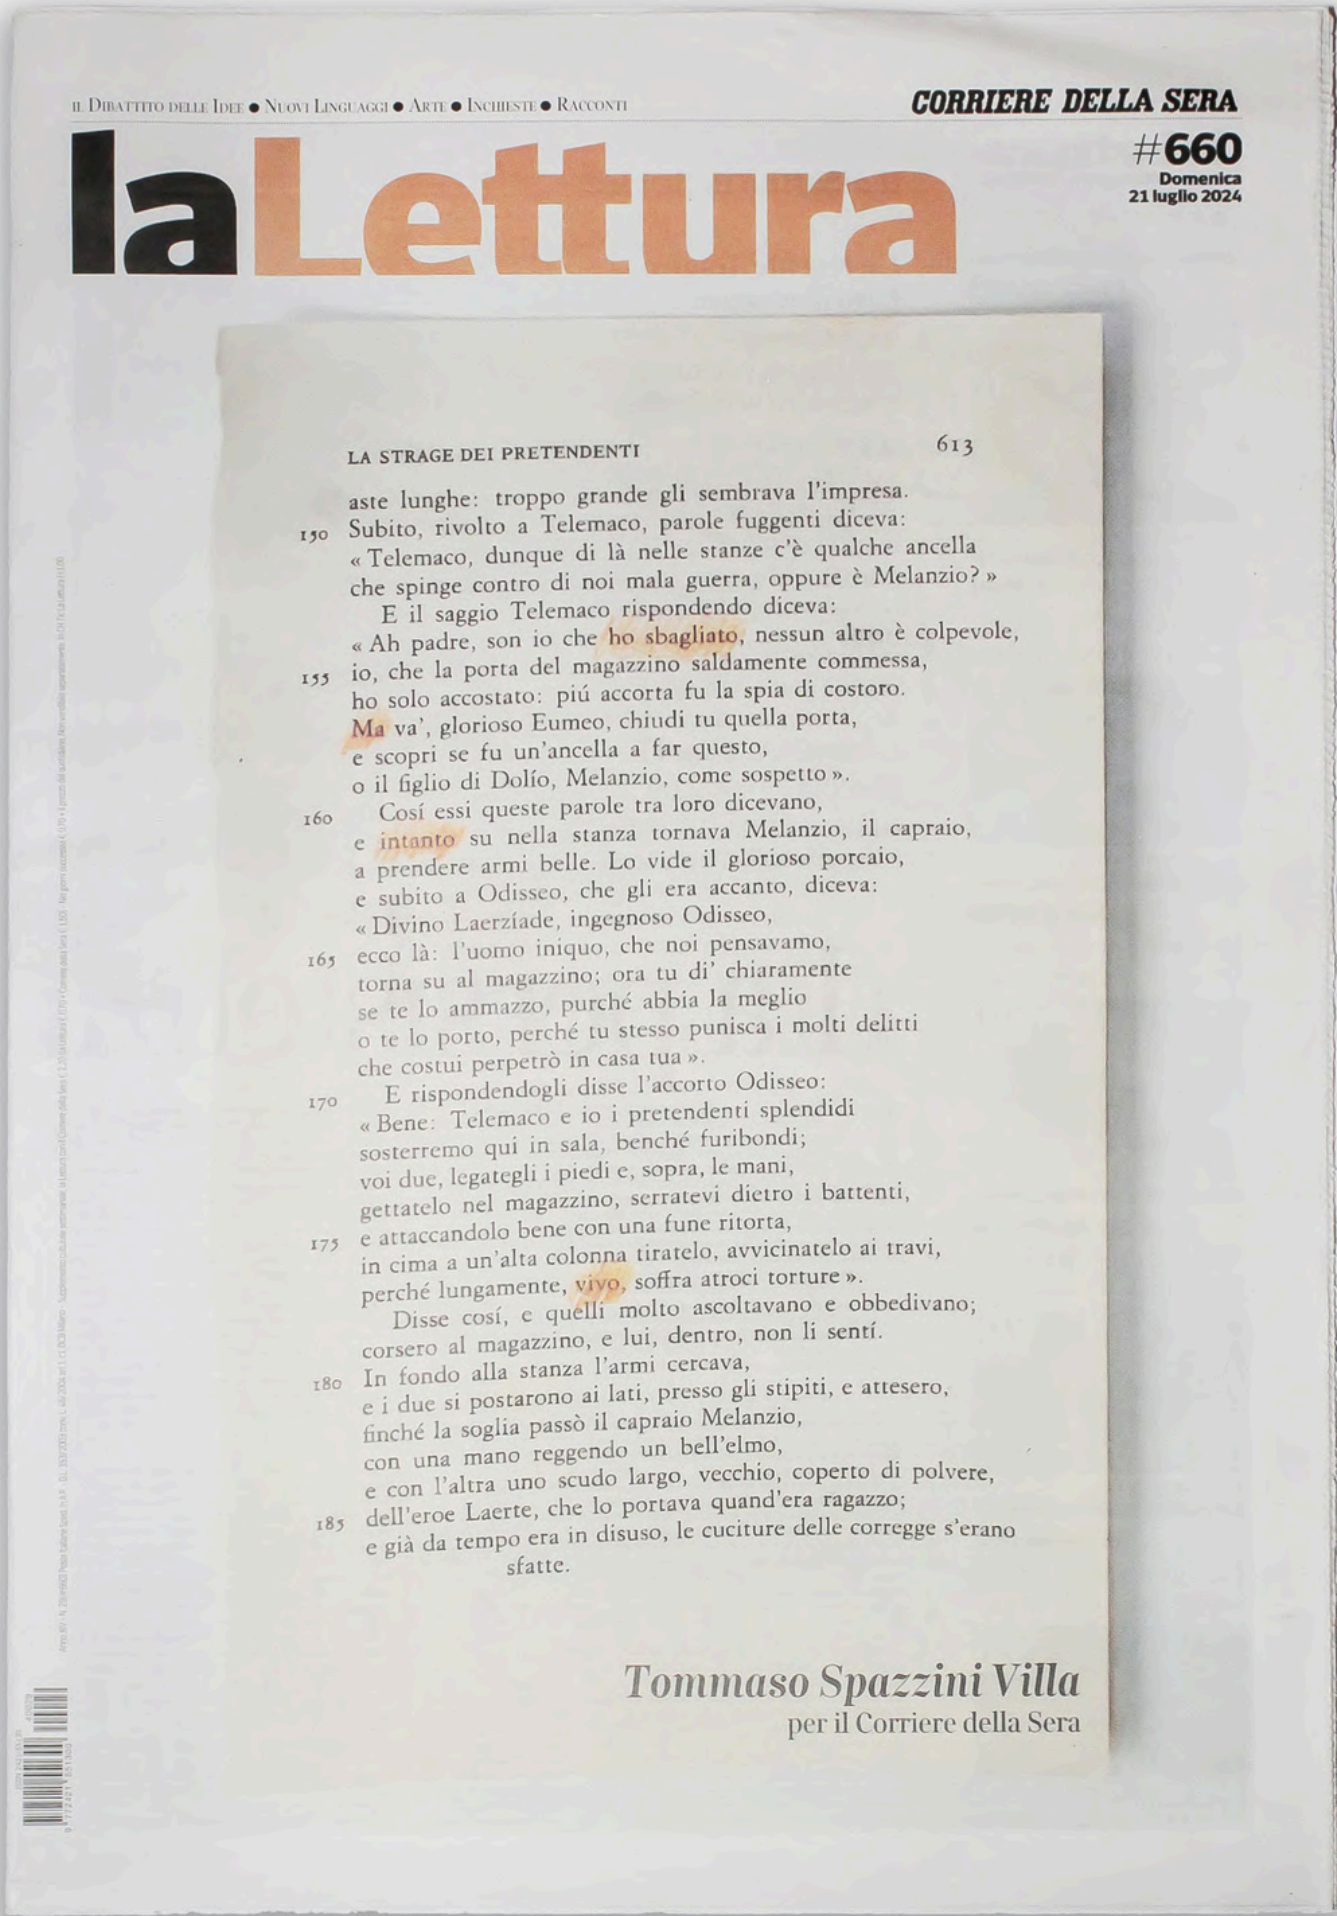 IL DIBATTITO DELLE IDEE ● NUOVI LINGUAGGI ● ARTE ● INCHIESTE ● RACCONTI
CORRIERE DELLA SERA
laLettura
#660
Domenica
21 luglio 2024
LA STRAGE DEI PRETENDENTI 613
aste lunghe: troppo grande gli sembrava l'impresa.
150 Subito, rivolto a Telemaco, parole fuggenti diceva:
« Telemaco, dunque di là nelle stanze c'è qualche ancella
che spinge contro di noi mala guerra, oppure è Melanzio? »
E il saggio Telemaco rispondendo diceva:
« Ah padre, son io che ho sbagliato, nessun altro è colpevole,
155 io, che la porta del magazzino saldamente commessa,
ho solo accostato: piú accorta fu la spia di costoro.
Ma va', glorioso Eumeo, chiudi tu quella porta,
e scopri se fu un'ancella a far questo,
o il figlio di Dolío, Melanzio, come sospetto ».
160 Cosí essi queste parole tra loro dicevano,
e intanto su nella stanza tornava Melanzio, il capraio,
a prendere armi belle. Lo vide il glorioso porcaio,
e subito a Odisseo, che gli era accanto, diceva:
« Divino Laerzíade, ingegnoso Odisseo,
165 ecco là: l'uomo iniquo, che noi pensavamo,
torna su al magazzino; ora tu di' chiaramente
se te lo ammazzo, purché abbia la meglio
o te lo porto, perché tu stesso punisca i molti delitti
che costui perpetrò in casa tua ».
170 E rispondendogli disse l'accorto Odisseo:
« Bene: Telemaco e io i pretendenti splendidi
sosterremo qui in sala, benché furibondi;
voi due, legategli i piedi e, sopra, le mani,
gettatelo nel magazzino, serratevi dietro i battenti,
175 e attaccandolo bene con una fune ritorta,
in cima a un'alta colonna tiratelo, avvicinatelo ai travi,
perché lungamente, vivo, soffra atroci torture ».
Disse cosí, e quelli molto ascoltavano e obbedivano;
corsero al magazzino, e lui, dentro, non li sentí.
180 In fondo alla stanza l'armi cercava,
e i due si postarono ai lati, presso gli stipiti, e attesero,
finché la soglia passò il capraio Melanzio,
con una mano reggendo un bell'elmo,
e con l'altra uno scudo largo, vecchio, coperto di polvere,
185 dell'eroe Laerte, che lo portava quand'era ragazzo;
e già da tempo era in disuso, le cuciture delle corregge s'erano
sfatte.
Tommaso Spazzini Villa
per il Corriere della Sera